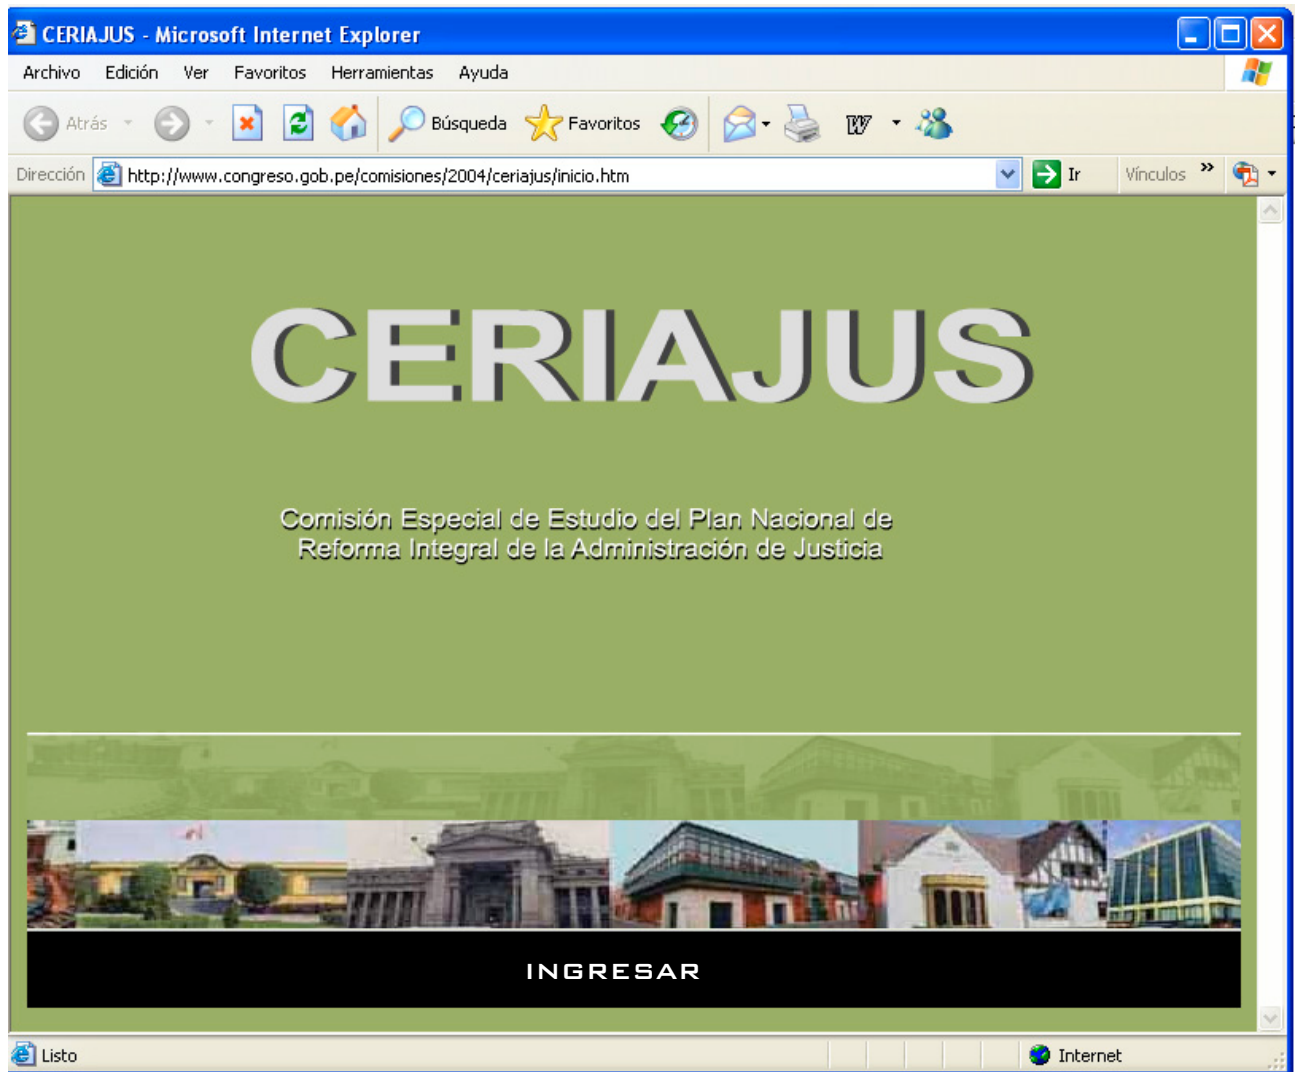 CERIAJUS - Microsoft Internet Explorer
Archivo Edición Ver Favoritos Herramientas Ayuda
Atrás Búsqueda Favoritos W
Dirección http://www.congreso.gob.pe/comisiones/2004/ceriajus/inicio.htm Ir Vínculos »
CERIAJUS
Comisión Especial de Estudio del Plan Nacional de
Reforma Integral de la Administración de Justicia
INGRESAR
Listo Internet